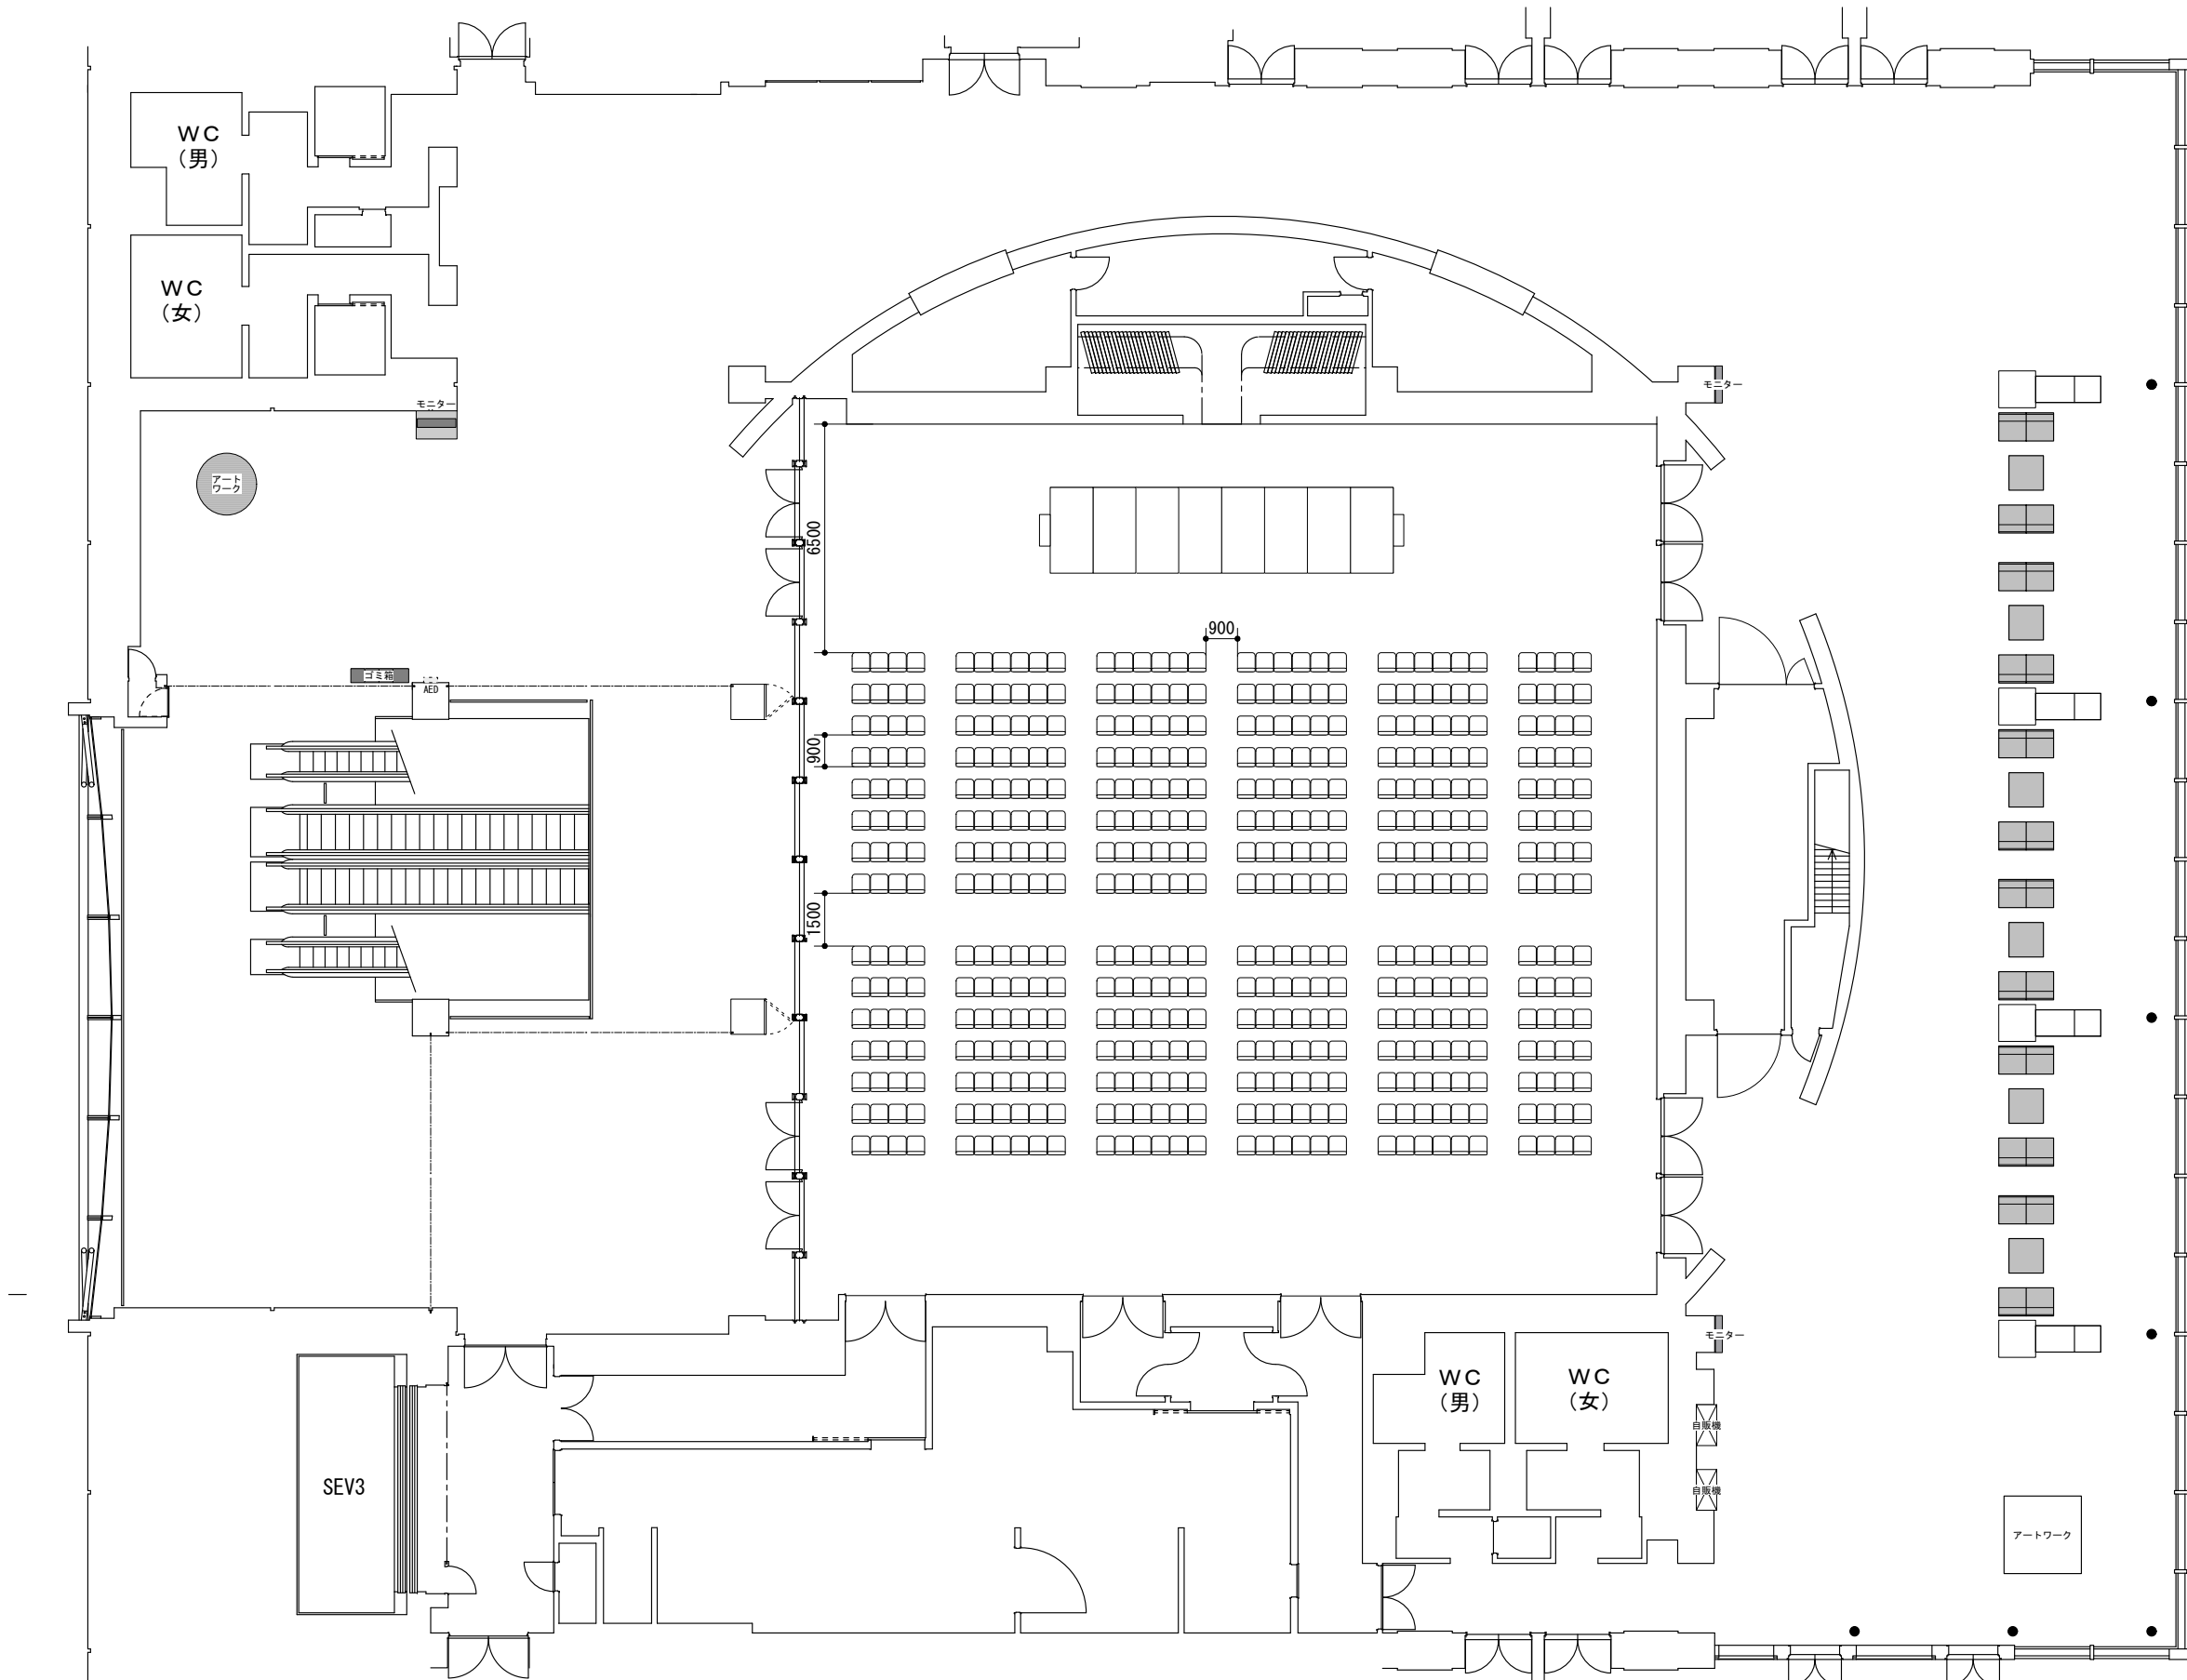 WC
(男)
WC
(女)
モニター
モニター
アート
ワーク
6500
900
ゴミ箱
AED
900
1500
モニター
WC
(男)
WC
(女)
自販機
SEV3
自販機
アートワーク